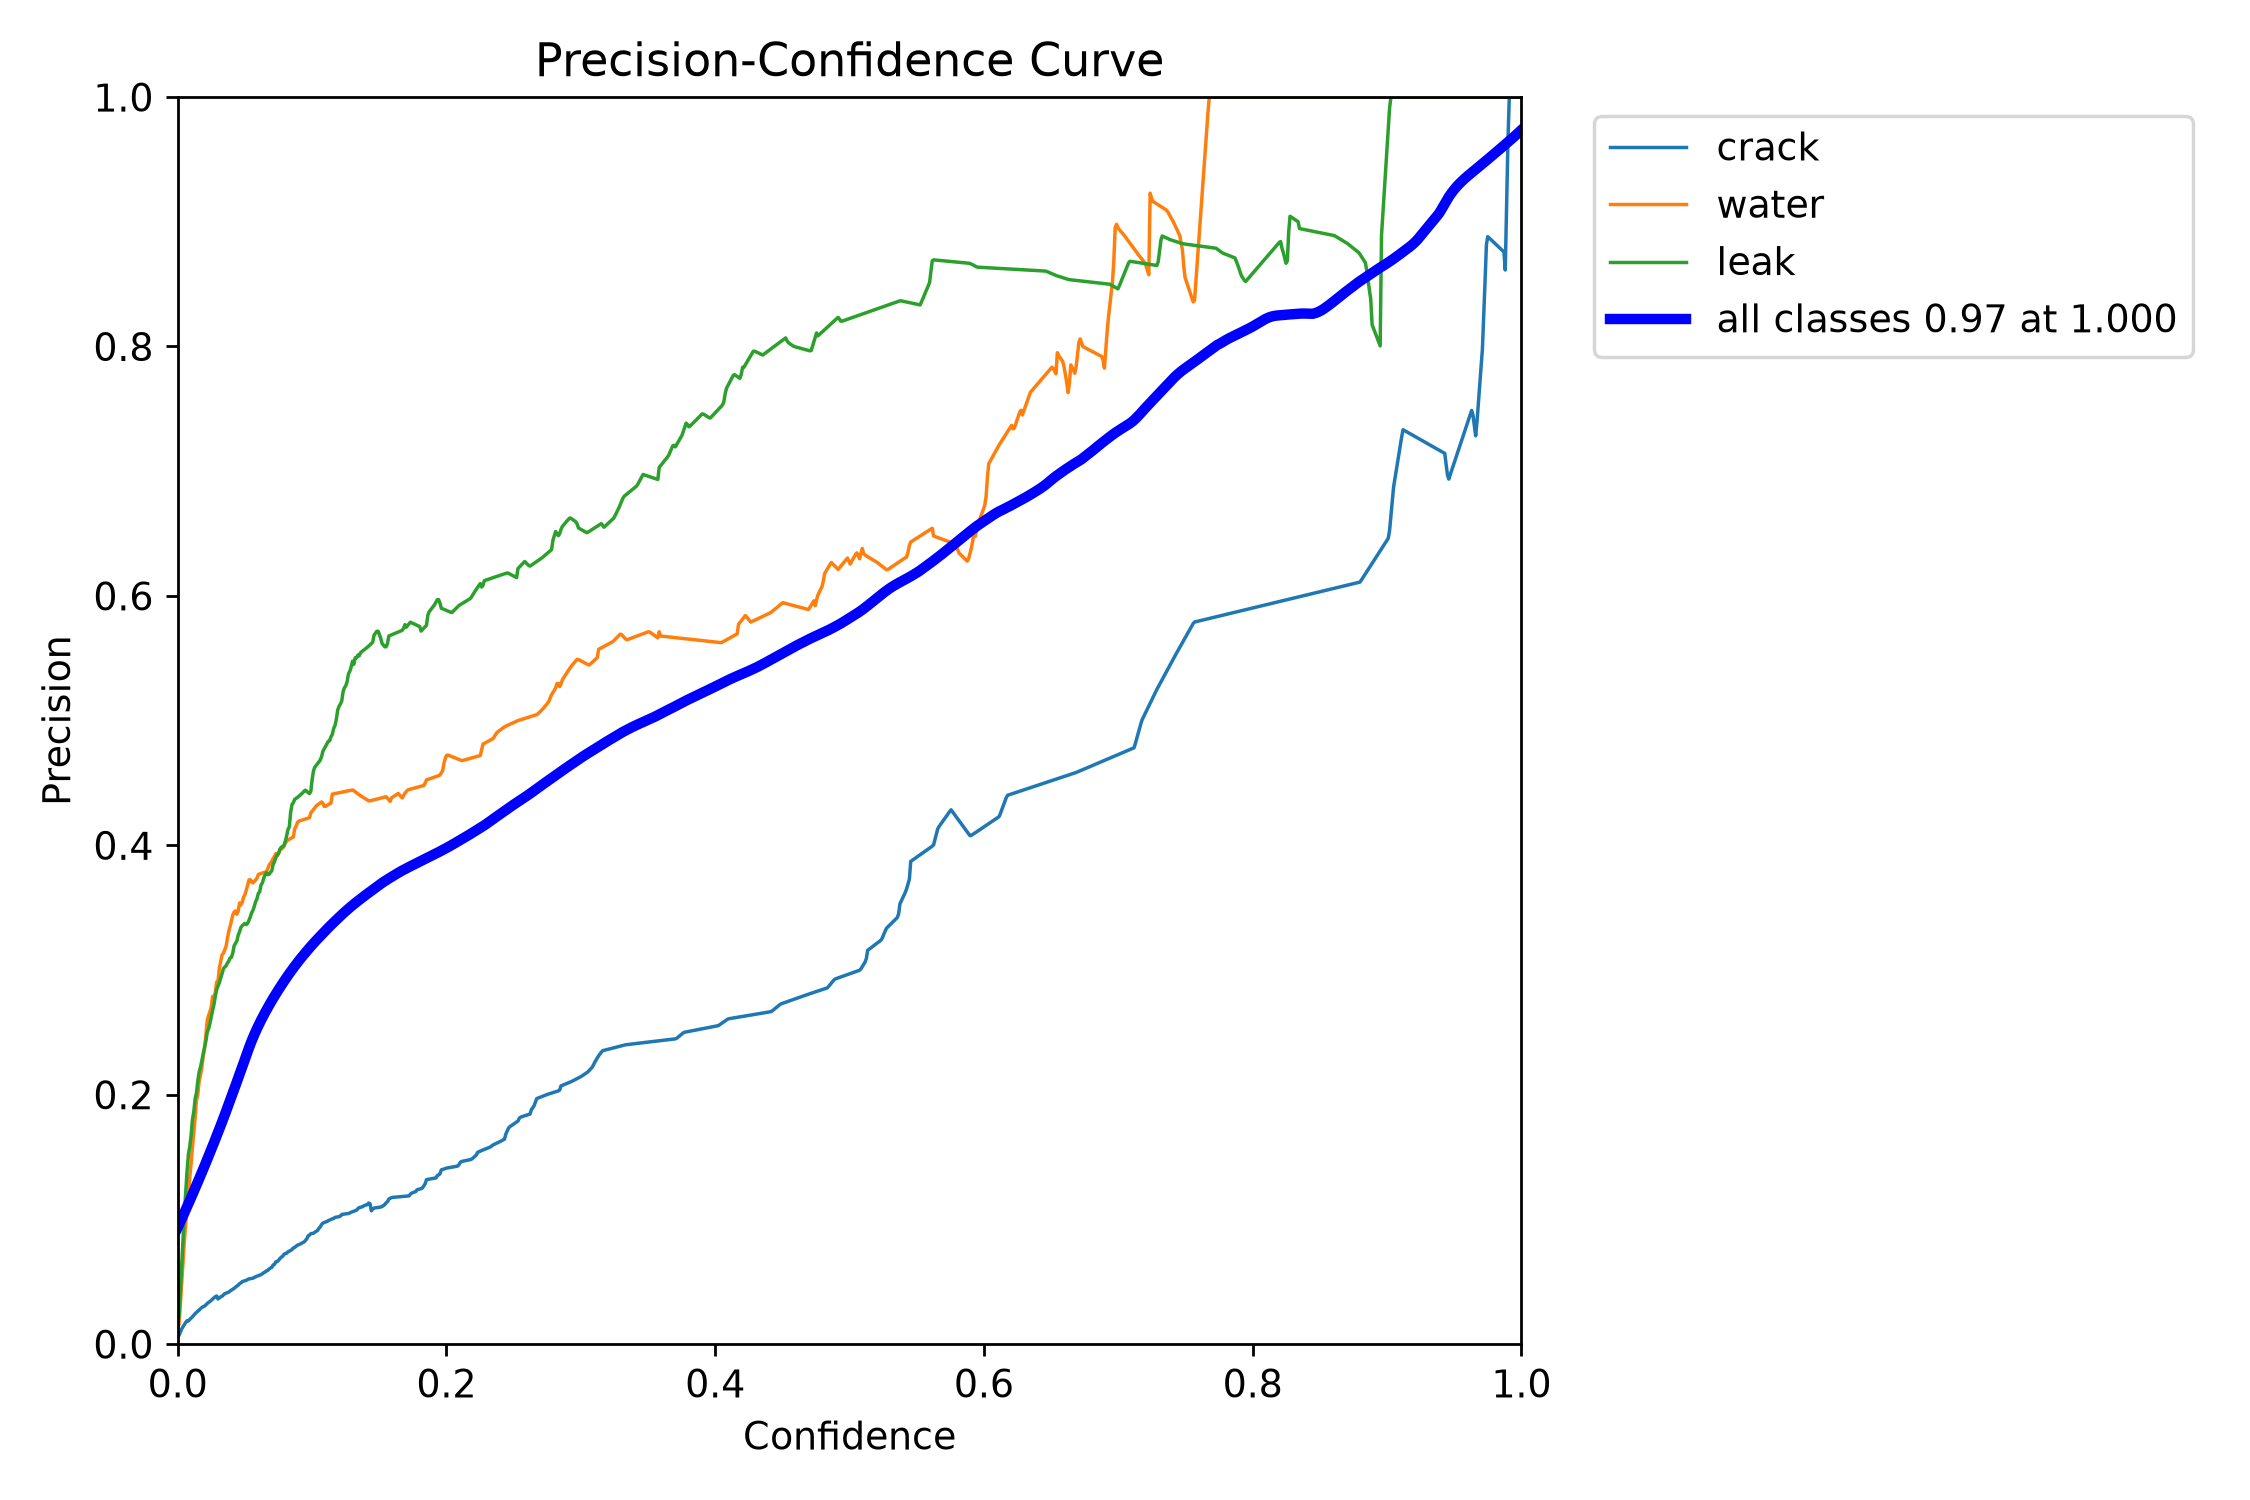 Precision-Confidence Curve
1.0
0.8
0.6
0.4
0.2
0.0
Precision
0.0 0.2 0.4 0.6 0.8 1.0
Confidence
crack
water
leak
all classes 0.97 at 1.000